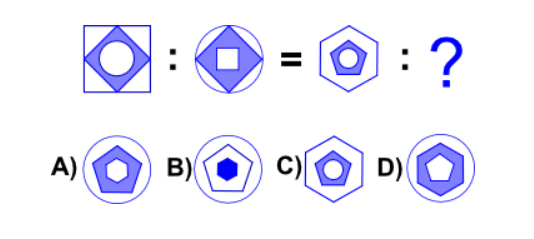 : = : ?
A) B) C) D)